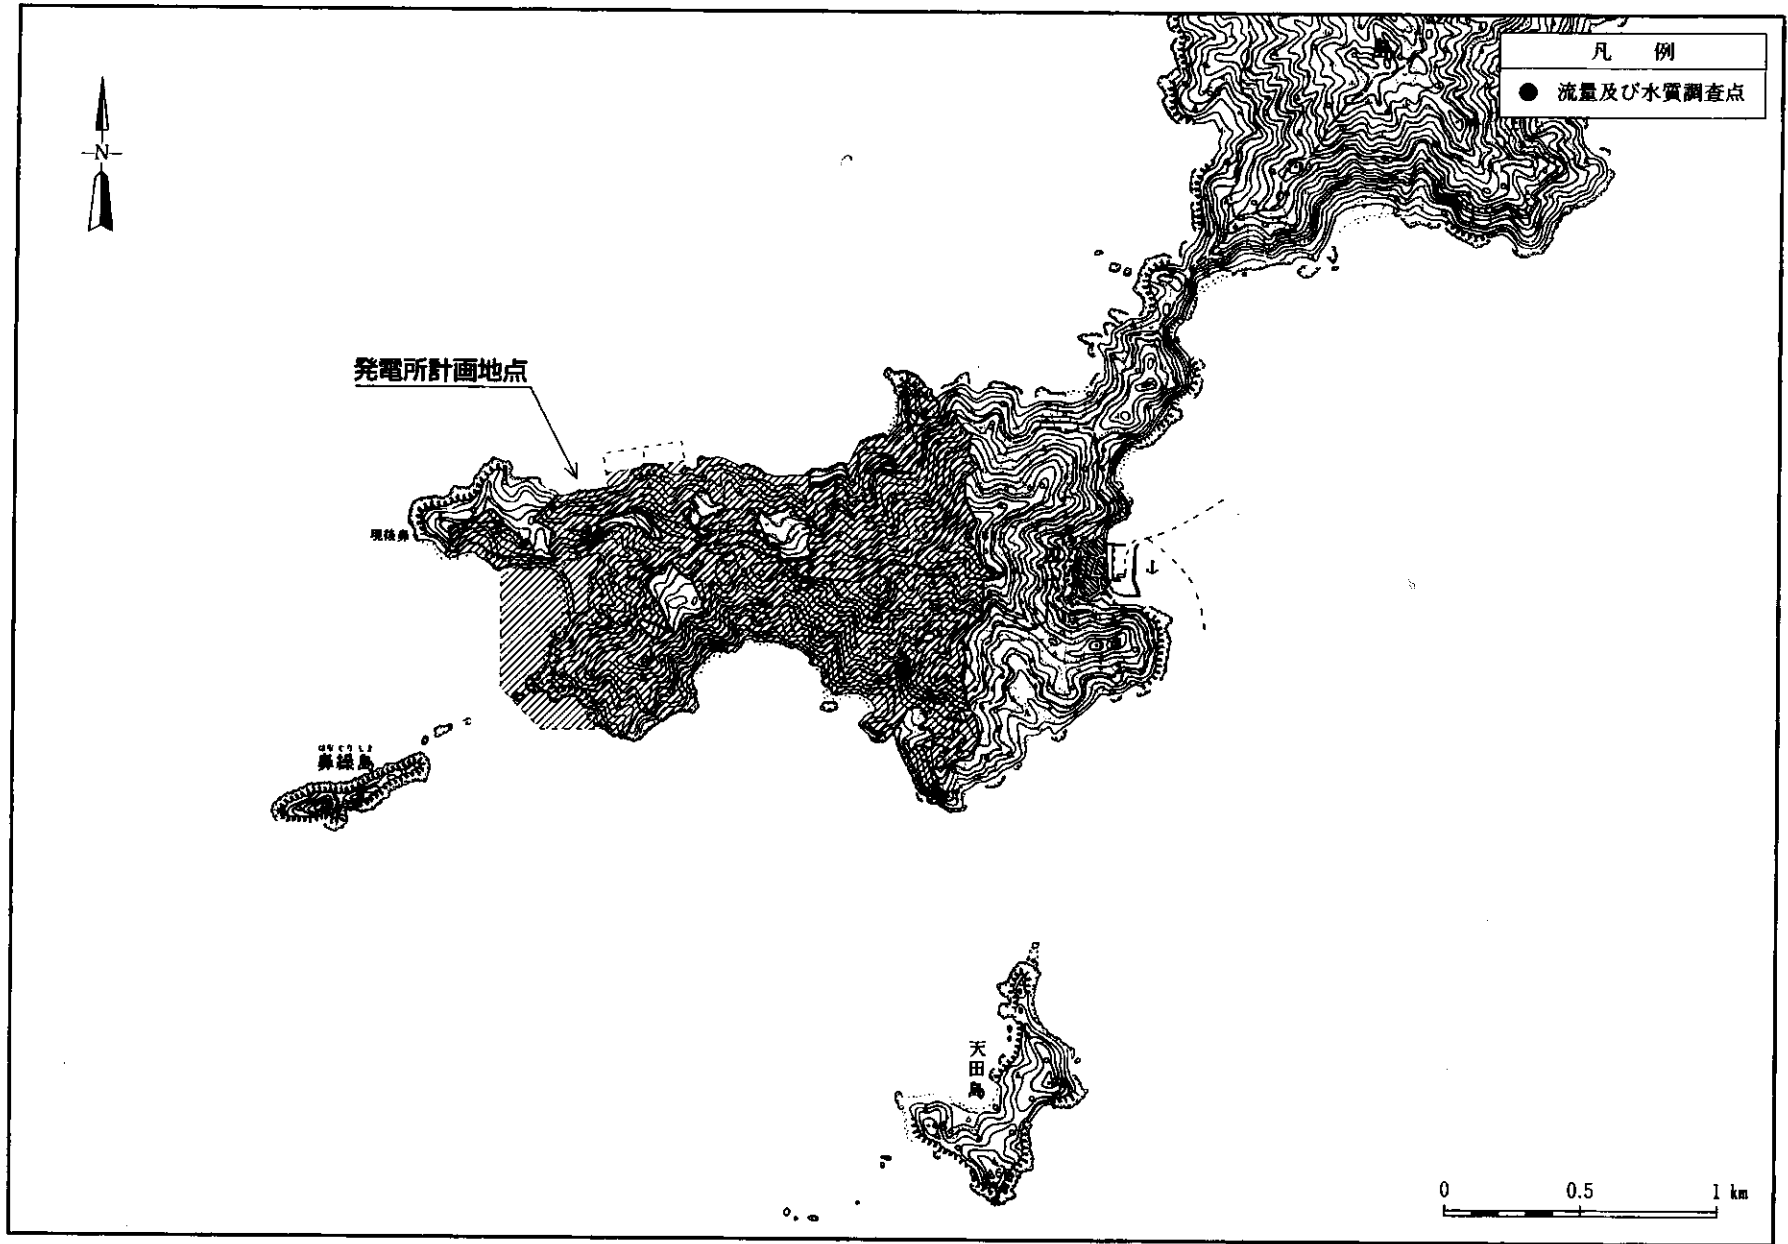 凡 例
● 流量及び水質調査点
島
N
発電所計画地点
はなぐりしま
鼻繰島
天田島
0 0.5 1 km